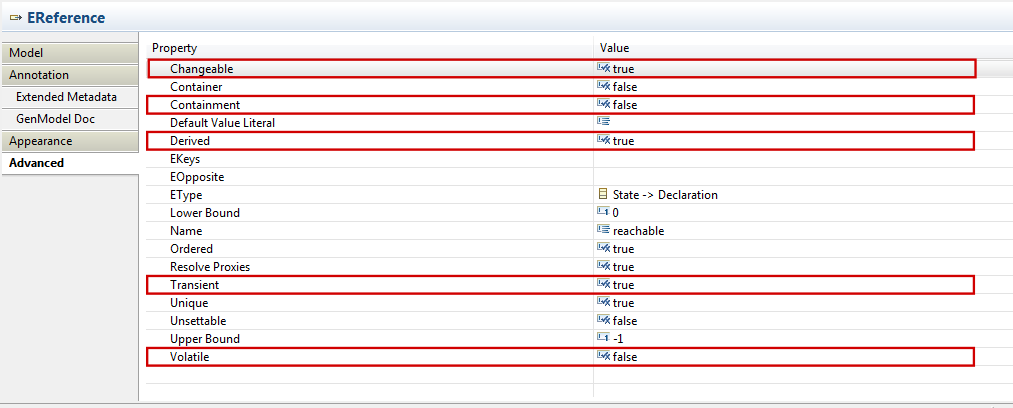 EReference
Model
Annotation
Extended Metadata
GenModel Doc
Appearance
Advanced
Property Value
Changeable true
Container false
Containment false
Default Value Literal
Derived true
EKeys
EOpposite
EType State -> Declaration
Lower Bound 0
Name reachable
Ordered true
Resolve Proxies true
Transient true
Unique true
Unsettable false
Upper Bound -1
Volatile false